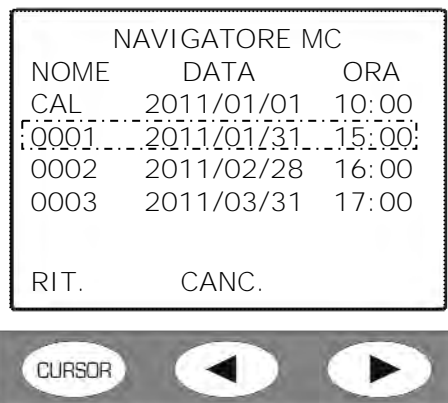 NAVIGATORE MC
NOME DATA ORA
CAL 2011/01/01 10:00
0001 2011/01/31 15:00
0002 2011/02/28 16:00
0003 2011/03/31 17:00
RIT. CANC.
CURSOR